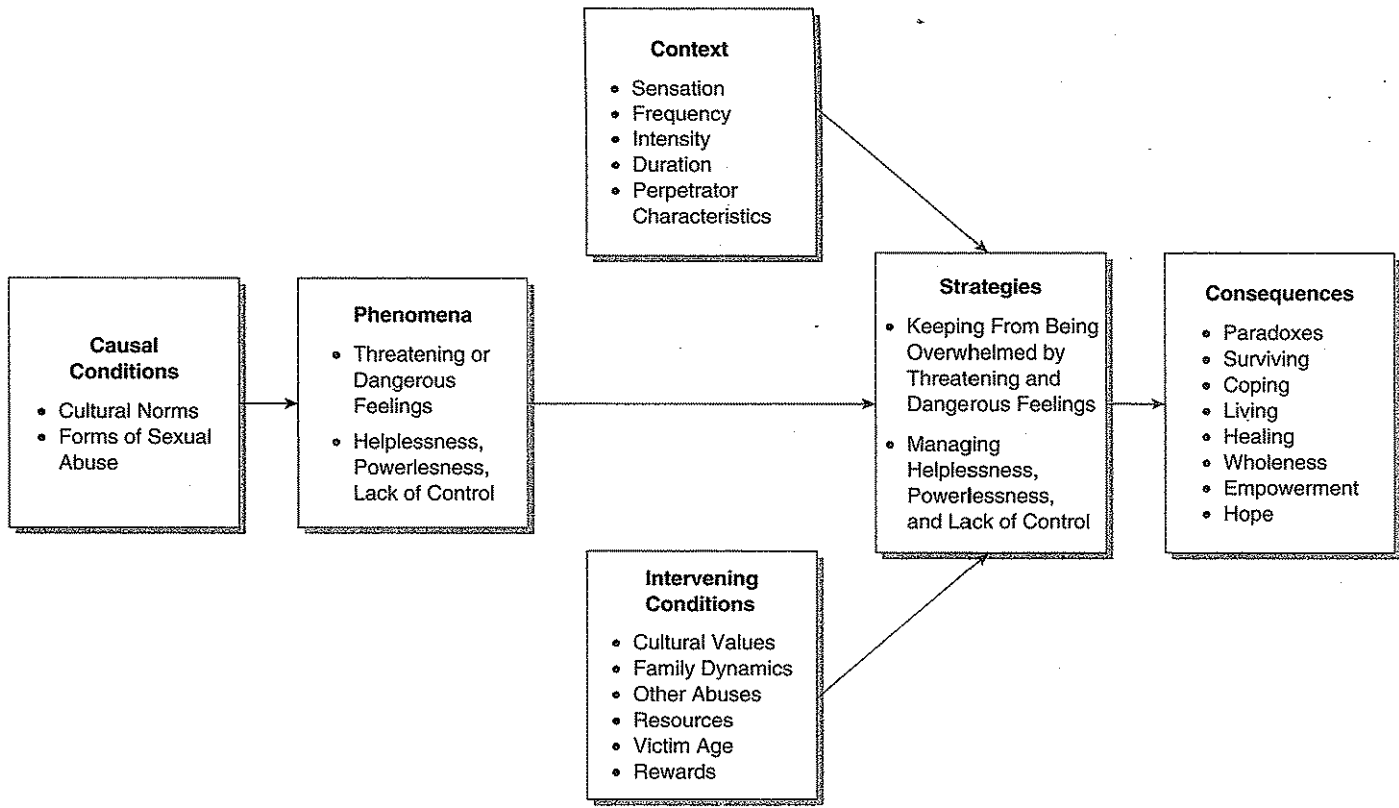 Context
• Sensation
• Frequency
• Intensity
• Duration
• Perpetrator
Characteristics
Causal
Conditions
• Cultural Norms
• Forms of Sexual
Abuse
Phenomena
• Threatening or
Dangerous
Feelings
• Helplessness,
Powerlesness,
Lack of Control
Strategies
• Keeping From Being
Overwhelmed by
Threatening and
Dangerous Feelings
• Managing
Helplessness,
Powerlessness,
and Lack of Control
Consequences
• Paradoxes
• Surviving
• Coping
• Living
• Healing
• Wholeness
• Empowerment
• Hope
Intervening
Conditions
• Cultural Values
• Family Dynamics
• Other Abuses
• Resources
• Victim Age
• Rewards